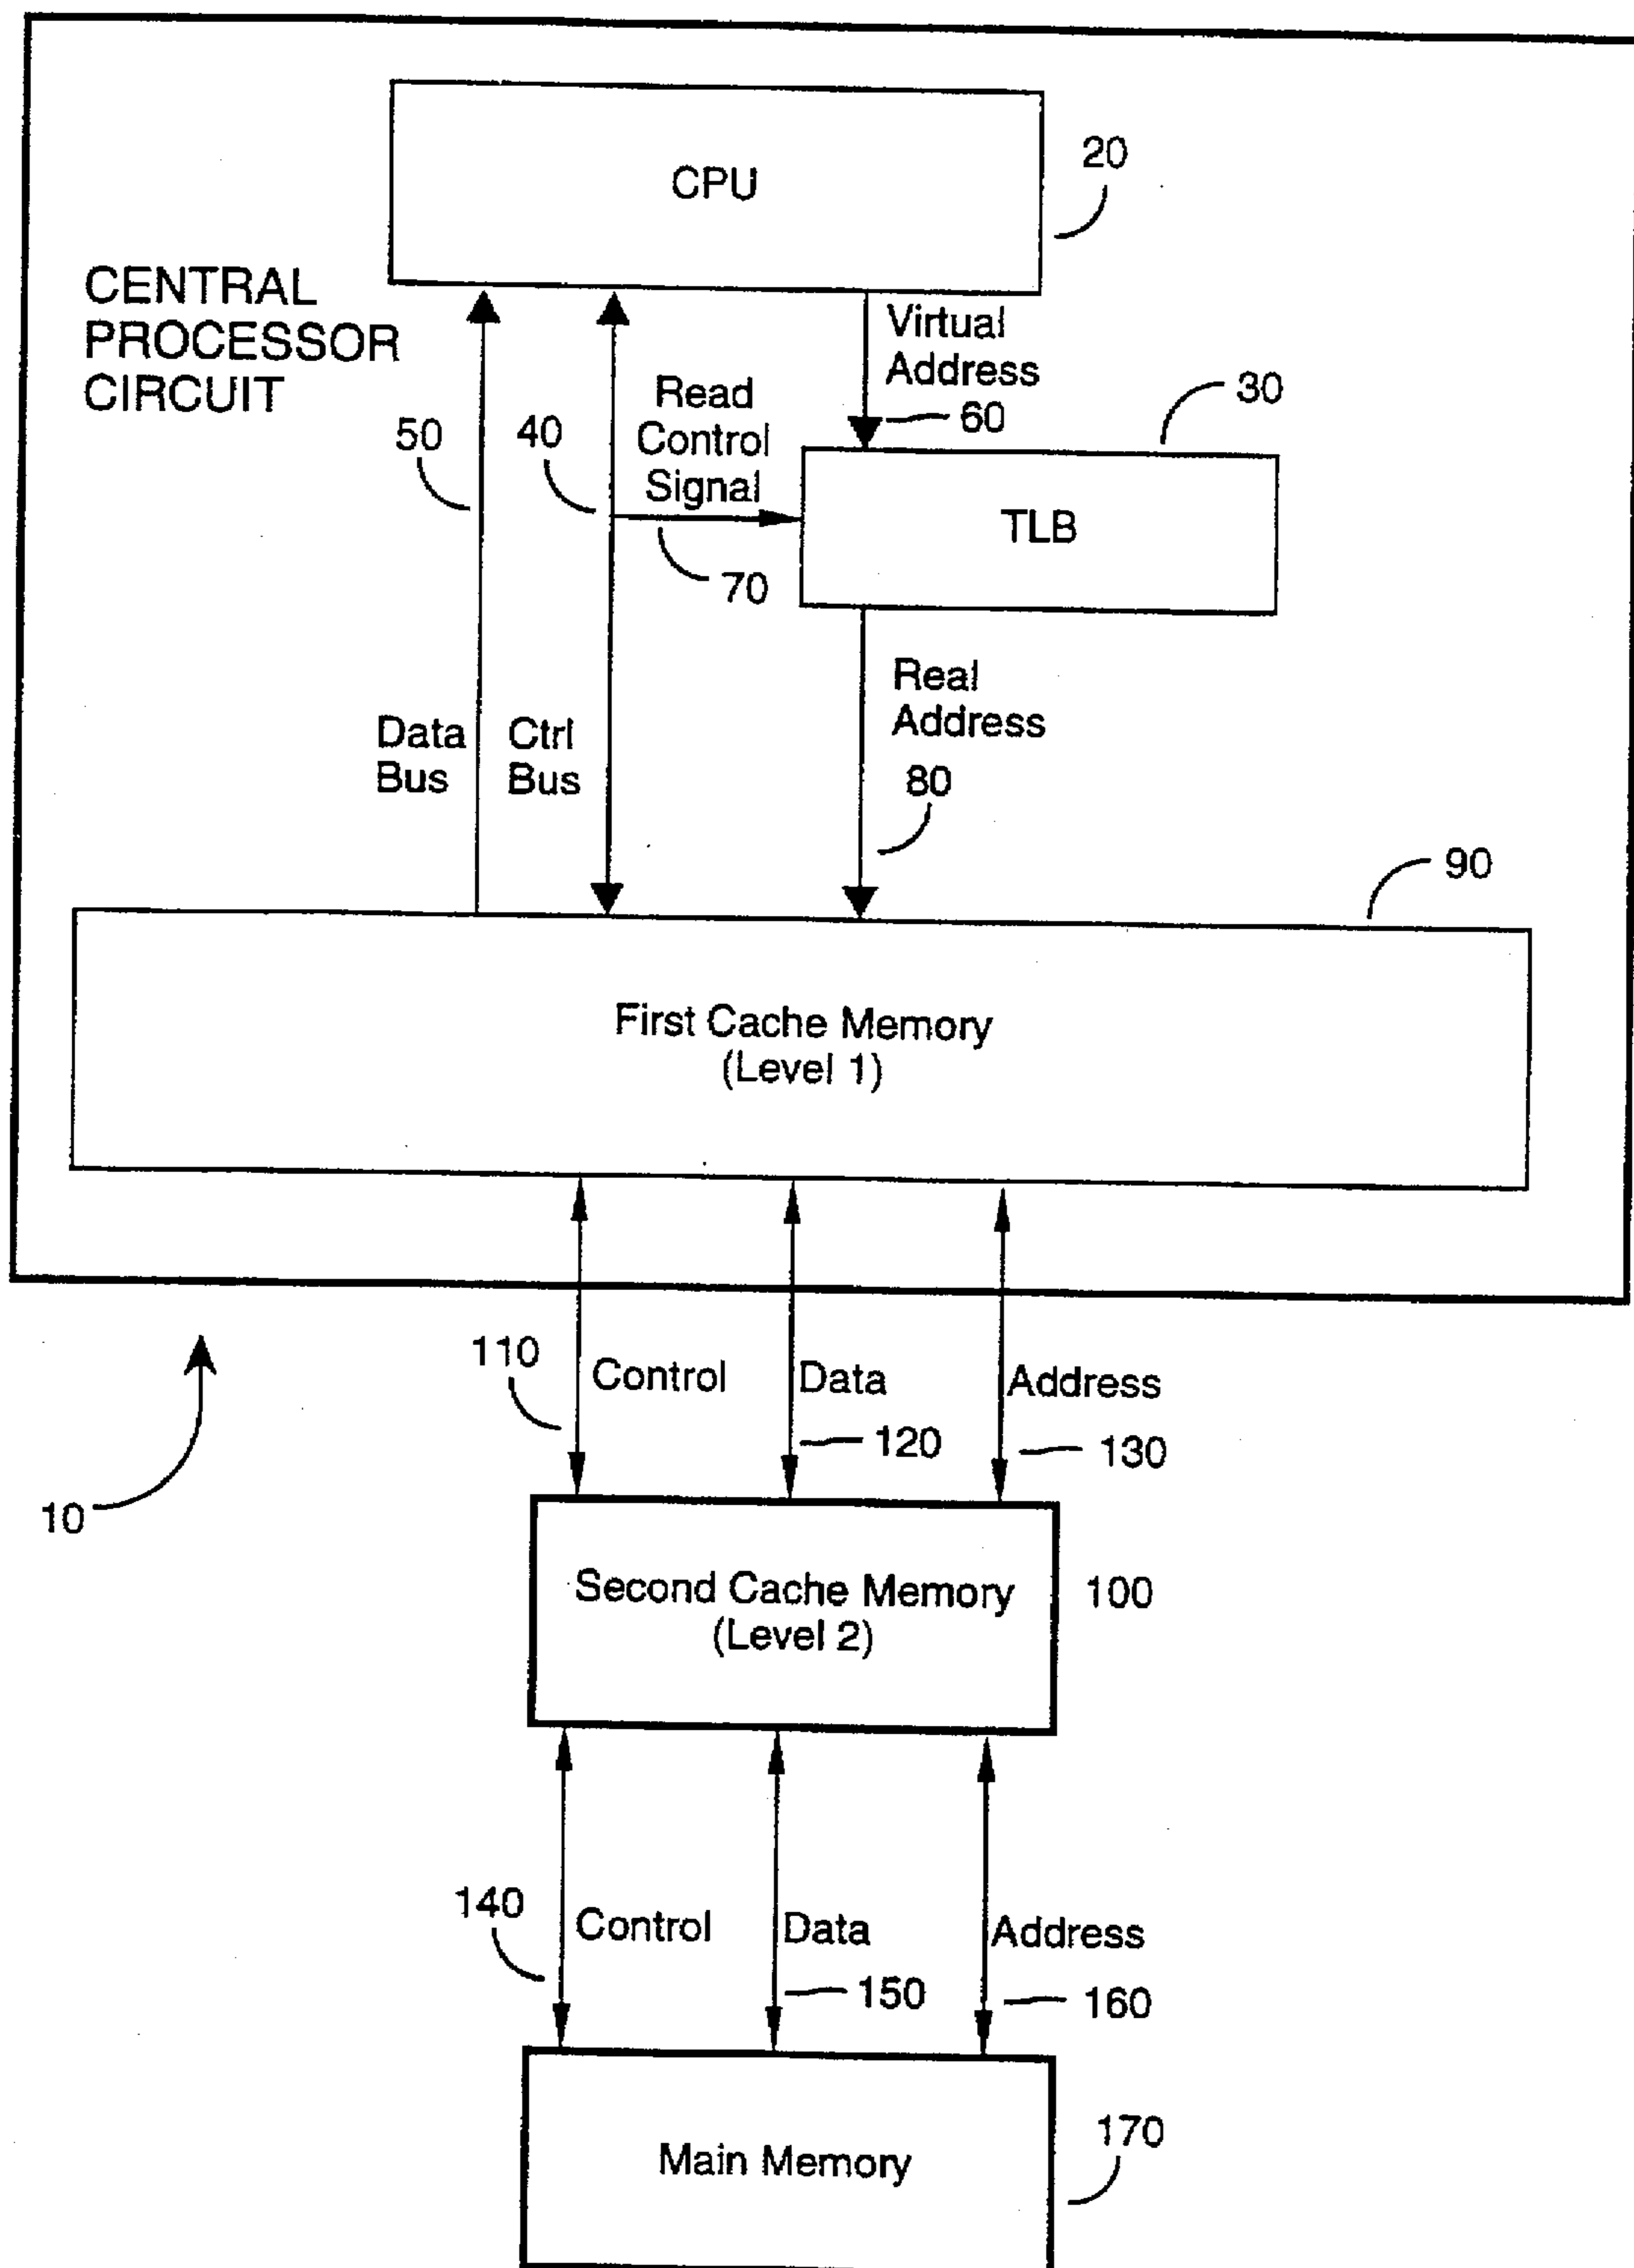 CPU
20
CENTRAL
PROCESSOR
CIRCUIT
Virtual
Address
60
30
Read
Control
Signal
50
40
70
TLB
Real
Address
80
Data
Bus
Ctrl
Bus
90
First Cache Memory
(Level 1)
110
Control
Data
Address
120
130
10
Second Cache Memory
(Level 2)
100
140
Control
Data
Address
150
160
Main Memory
170